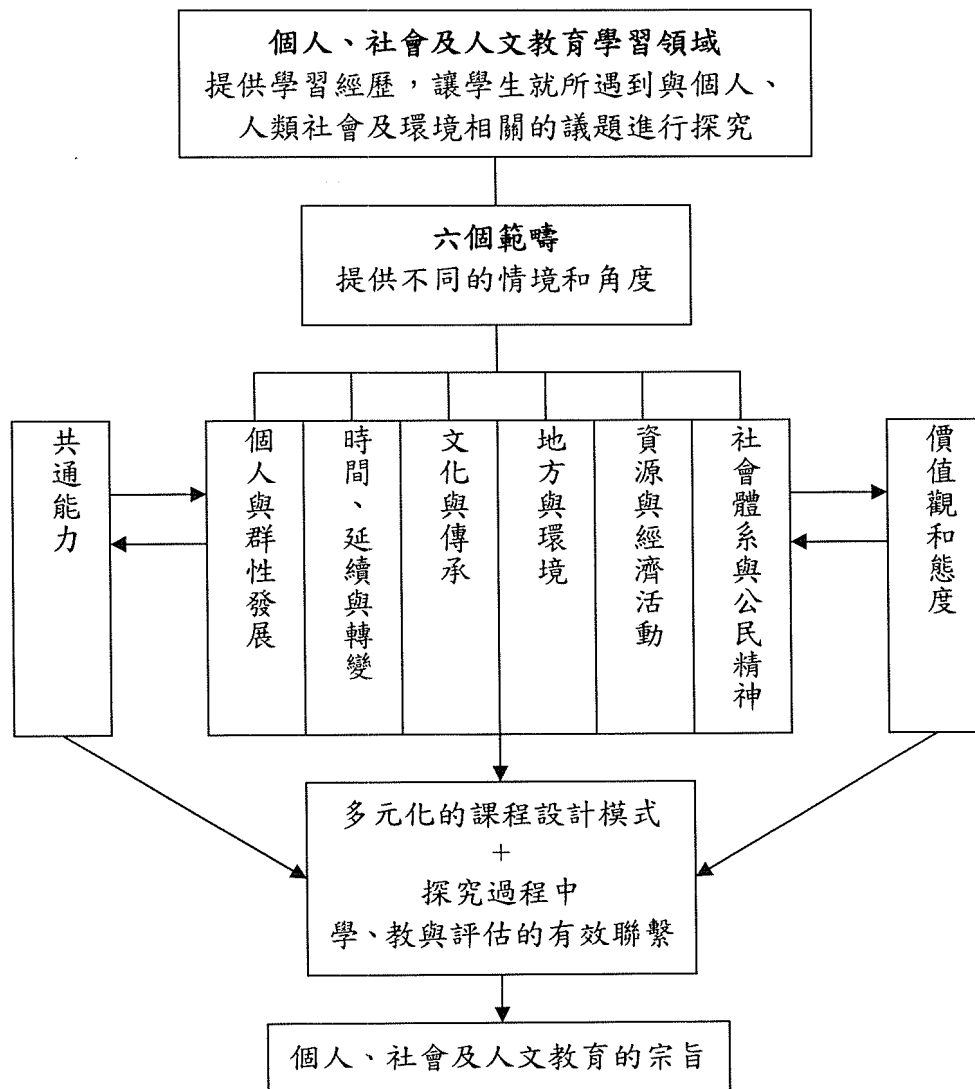 個人、社會及人文教育學習領域
提供學習經歷，讓學生就所遇到與個人、
人類社會及環境相關的議題進行探究
六個範疇
提供不同的情境和角度
共通能力
個人與群性發展
時間、延續與轉變
文化與傳承
地方與環境
資源與經濟活動
社會體系與公民精神
價值觀和態度
多元化的課程設計模式
+
探究過程中
學、教與評估的有效聯繫
個人、社會及人文教育的宗旨